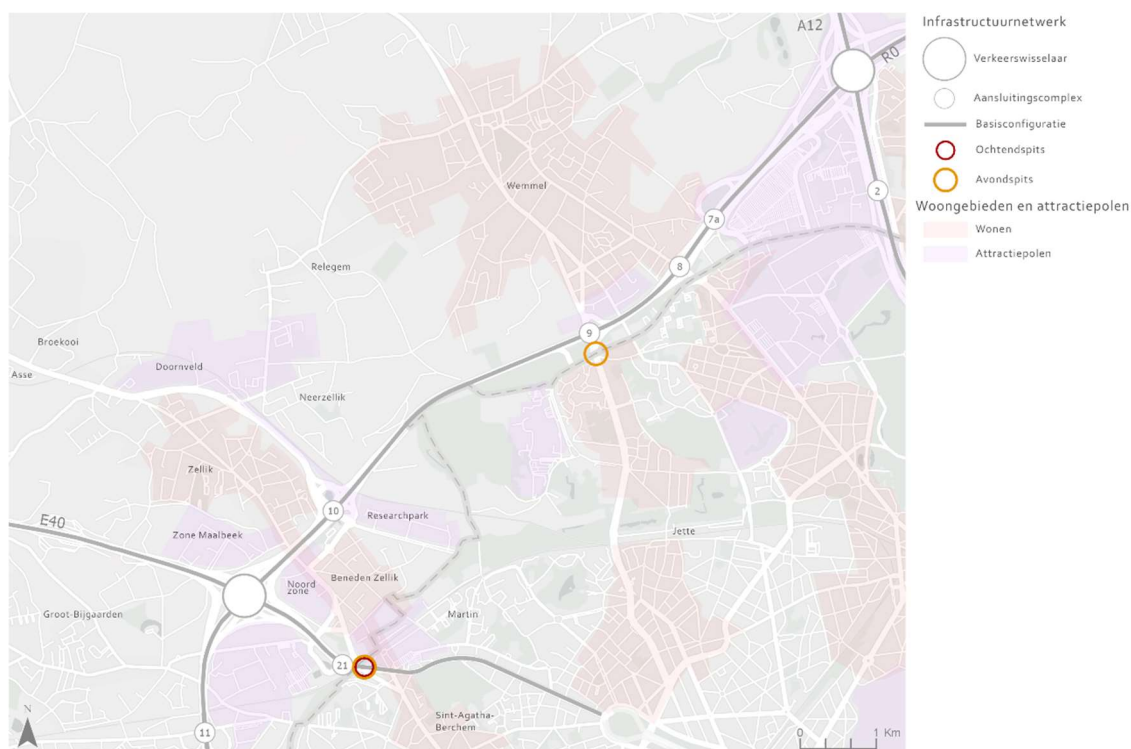 A12
R0
Infrastructuurnetwerk
Verkeerswisselaar
Aansluitingscomplex
Basisconfiguratie
Ochtendspits
Avondspits
Woongebieden en attractiepolen
Wonen
Attractiepolen
Wemmel
2
7a
8
Relegem
9
Broekooi
Doornveld
Asse
Neerzellik
Zellik
10
Researchpark
E40
Zone Maalbeek
Jette
Noord
zone
Beneden Zellik
Groot-Bijgaarden
Martin
21
Sint-Agatha-
Berchem
11
N
0
1 Km